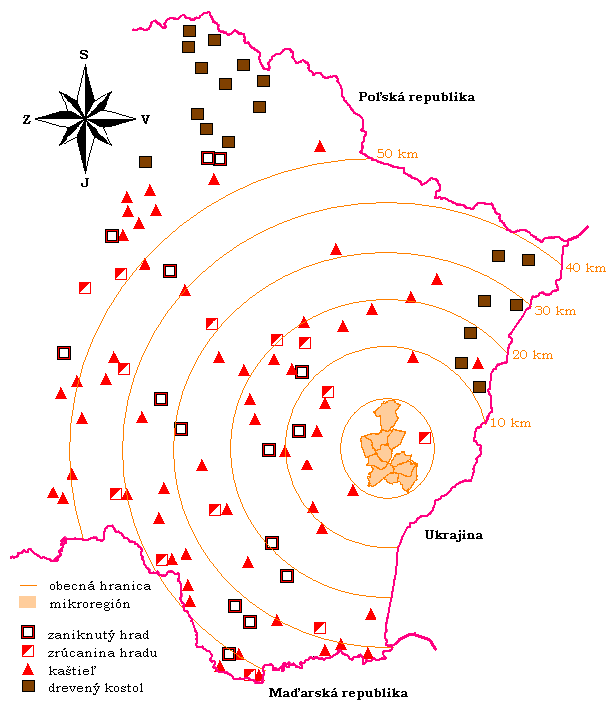 S
Z V
J
Poľská republika
50 km
40 km
30 km
20 km
10 km
Ukrajina
obecná hranica
mikroregión
zaniknutý hrad
zrúcanina hradu
kaštieľ
drevený kostol
Maďarská republika